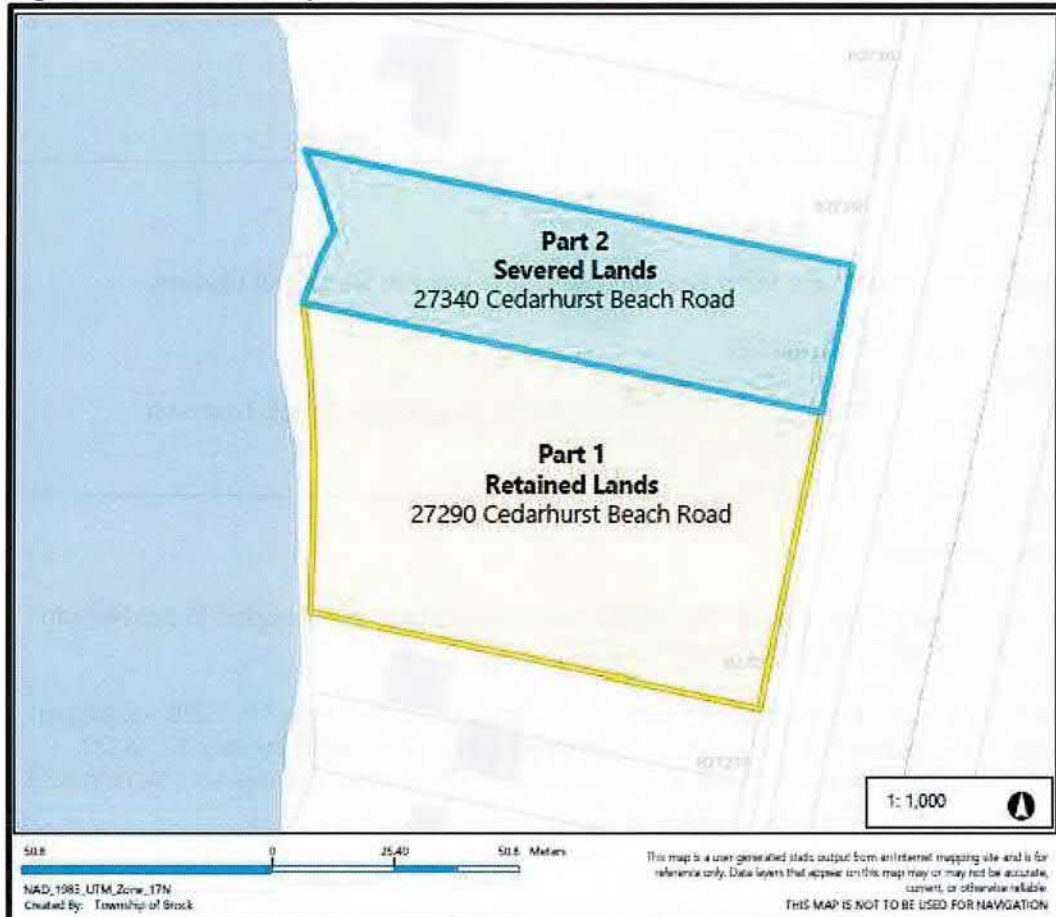 Part 2
Severed Lands
27340 Cedarhurst Beach Road
Part 1
Retained Lands
27290 Cedarhurst Beach Road
1: 1,000
50.8 0 25.40 50.8 Meters
NAD_1983_UTM_Zone_17N
Created By: Township of Brock
This map is a user generated static output from an Internet mapping site and is for
reference only. Data layers that appear on this map may or may not be accurate,
current, or otherwise reliable.
THIS MAP IS NOT TO BE USED FOR NAVIGATION